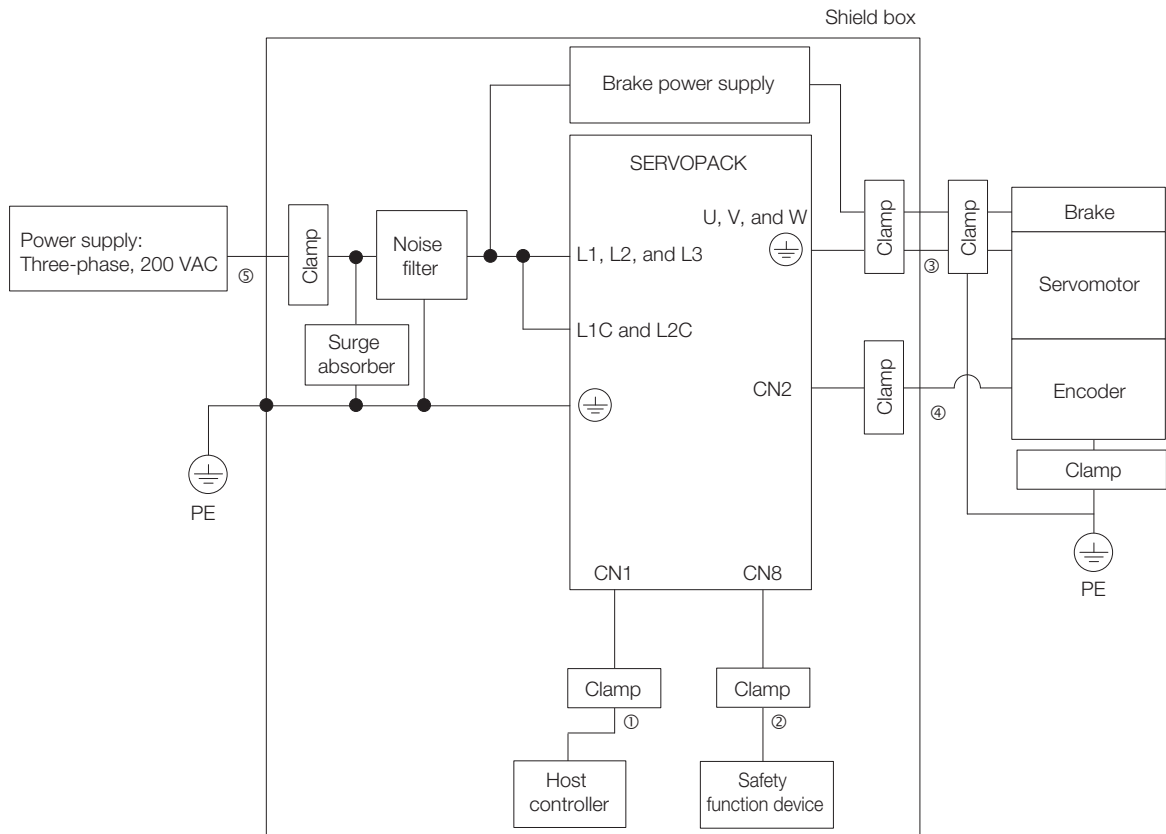 Shield box
Brake power supply
SERVOPACK
U, V, and W
Clamp
Clamp
Brake
Power supply:
Three-phase, 200 VAC
⑤
Clamp
Noise
filter
L1, L2, and L3
③
Servomotor
L1C and L2C
Surge
absorber
CN2
Clamp
④
Encoder
Clamp
PE
PE
CN1
CN8
Clamp
①
Clamp
②
Host
controller
Safety
function device